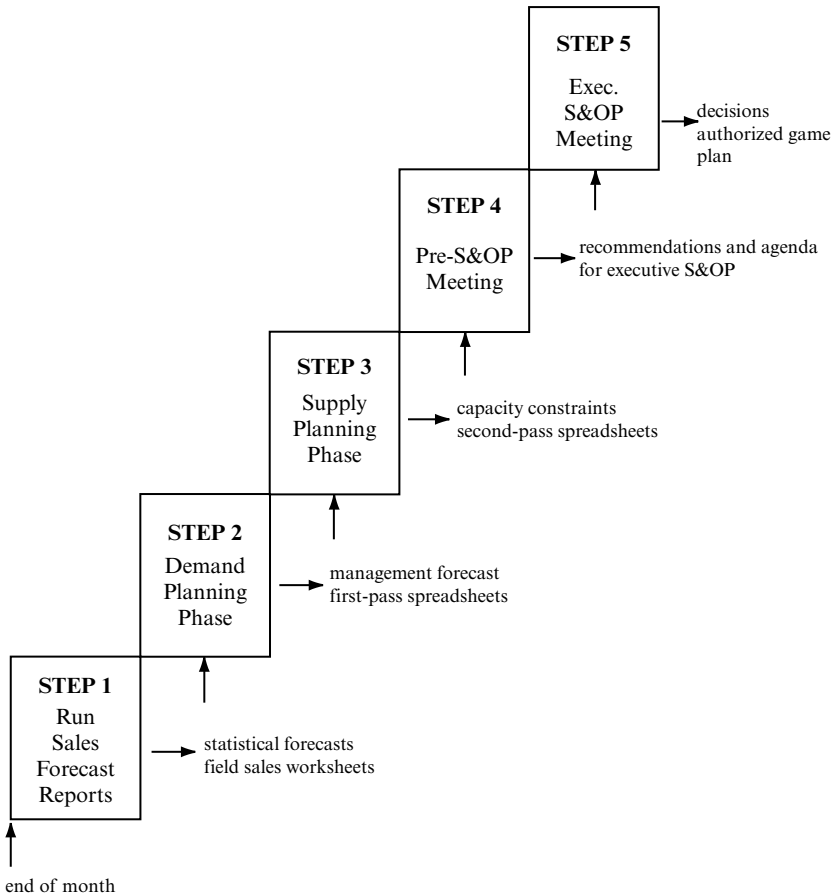 STEP 5
Exec.
S&OP
Meeting
decisions
authorized game
plan
STEP 4
Pre-S&OP
Meeting
recommendations and agenda
for executive S&OP
STEP 3
Supply
Planning
Phase
capacity constraints
second-pass spreadsheets
STEP 2
Demand
Planning
Phase
management forecast
first-pass spreadsheets
STEP 1
Run
Sales
Forecast
Reports
statistical forecasts
field sales worksheets
end of month